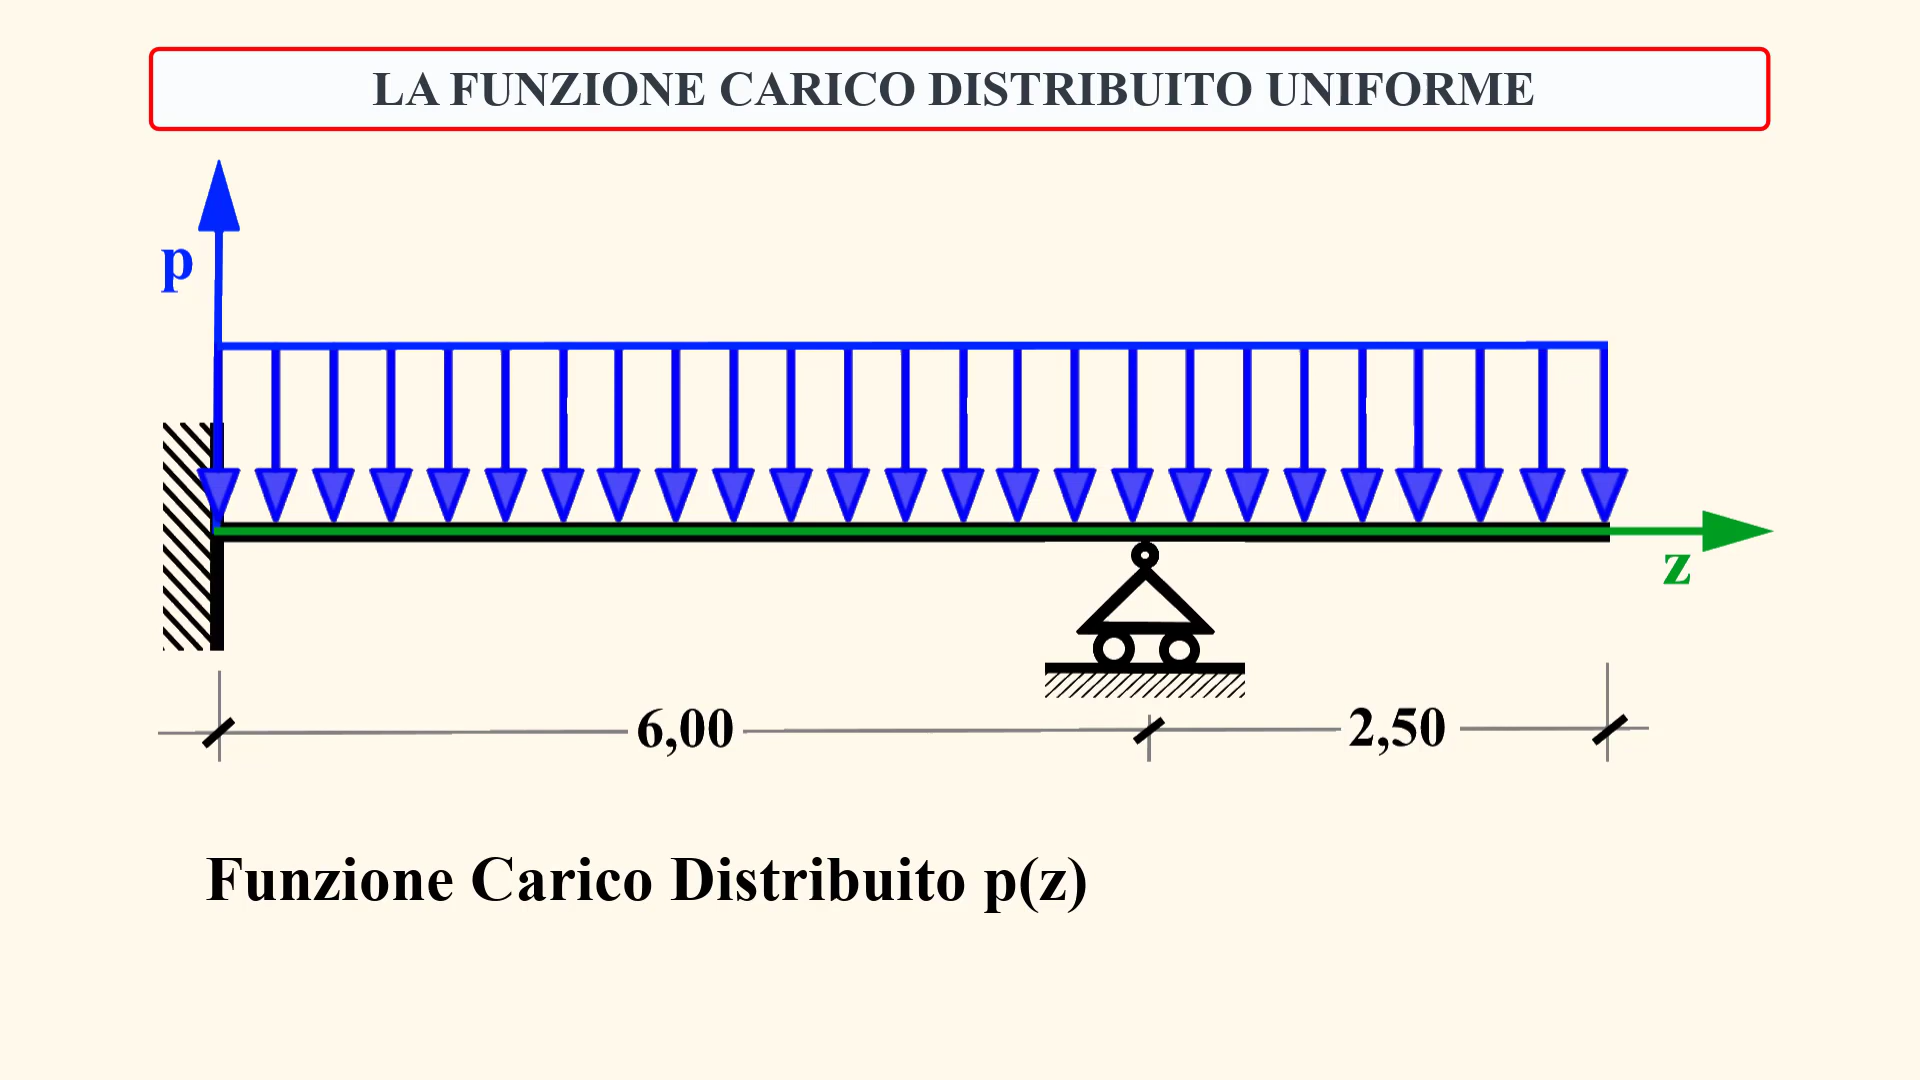 LA FUNZIONE CARICO DISTRIBUITO UNIFORME
p
z
6,00 2,50
Funzione Carico Distribuito p(z)